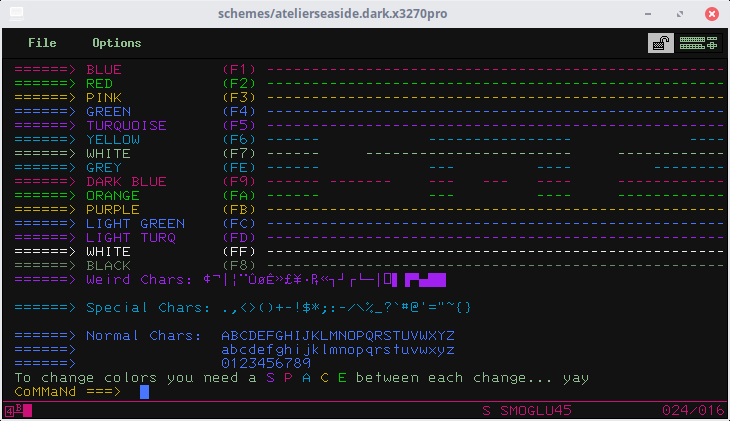 schemes/atelierseaside.dark.x3270pro
File Options
======> BLUE (F1) ---------------------------------------------------
======> RED (F2) ---------------------------------------------------
======> PINK (F3) ---------------------------------------------------
======> GREEN (F4) ---------------------------------------------------
======> TURQUOISE (F5) ---------------------------------------------------
======> YELLOW (F6) ------ --- --- ------------
======> WHITE (F7) ------ --- --- ------------
======> GREY (FE) ------ --- --- ------------
======> DARK BLUE (F9) ------ --- --- ------------
======> ORANGE (FA) ------ --- --- ------------
======> PURPLE (FB) ---------------------------------------------------
======> LIGHT GREEN (FC) ---------------------------------------------------
======> LIGHT TURQ (FD) ---------------------------------------------------
======> WHITE (FF) ---------------------------------------------------
======> BLACK (F8) ---------------------------------------------------
======> Weird Chars:
======> Special Chars: .,<>()+-!$*;:-/\%_?`#@'="~{}
======> Normal Chars: ABCDEFGHIJKLMNOPQRSTUVWXYZ
======> abcdefghijklmnopqrstuvwxyz
======> 0123456789
To change colors you need a S P A C E between each change... yay
CoMMaNd ===>
4 B S SMOGLU45 024/016